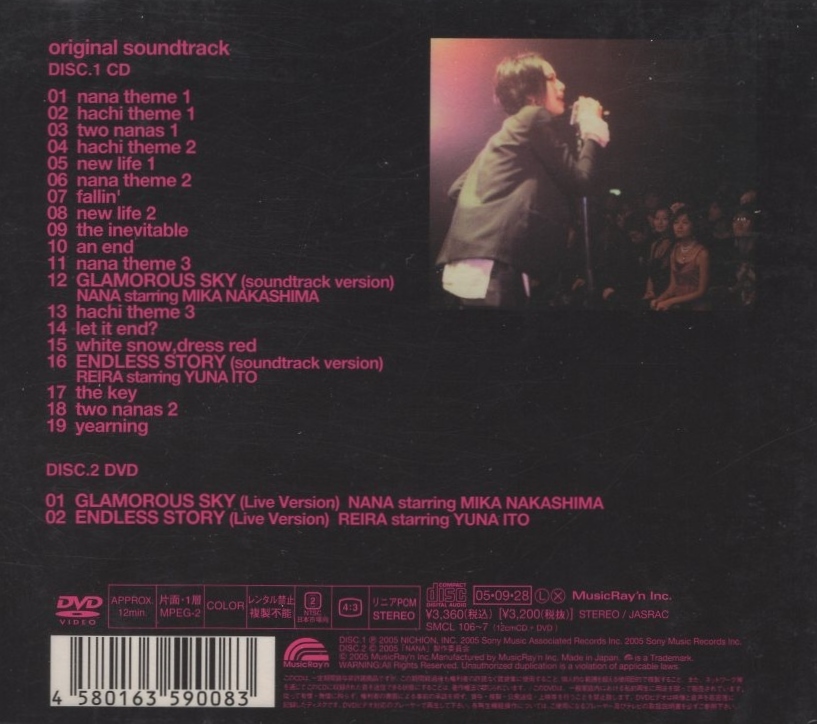 original soundtrack
DISC.1 CD
01 nana theme 1
02 hachi theme 1
03 two nanas 1
04 hachi theme 2
05 new life 1
06 nana theme 2
07 fallin'
08 new life 2
09 the inevitable
10 an end
11 nana theme 3
12 GLAMOROUS SKY (soundtrack version)
NANA starring MIKA NAKASHIMA
13 hachi theme 3
14 let it end?
15 white snow,dress red
16 ENDLESS STORY (soundtrack version)
REIRA starring YUNA ITO
17 the key
18 two nanas 2
19 yearning
DISC.2 DVD
01 GLAMOROUS SKY (Live Version) NANA starring MIKA NAKASHIMA
02 ENDLESS STORY (Live Version) REIRA starring YUNA ITO
DVD VIDEO
APPROX. 12min.
片面・1層 MPEG-2
COLOR
レンタル禁止 複製不能
2 NTSC 日本市場向
4:3
リニアPCM STEREO
COMPACT disc DIGITAL AUDIO
05・09・28 Ⓛ Ⓧ MusicRay'n Inc.
¥3,360(税込) [¥3,200(税抜)] STEREO / JASRAC
SMCL 106~7 (12cmCD+DVD)
MusicRay'n
DISC.1 ℗ 2005 NICHION, INC. 2005 Sony Music Associated Records Inc. 2005 Sony Music Records Inc.
DISC.2 © 2005「NANA」製作委員会
© 2005 MusicRay'n Inc. Manufactured by MusicRay'n Inc. Made in Japan. is a Trademark.
WARNING:All Rights Reserved. Unauthorized duplication is a violation of applicable laws.
4 580163 590083